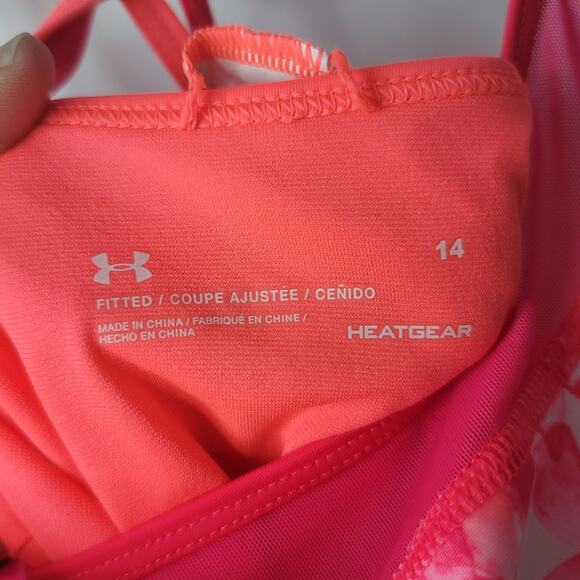 14
FITTED / COUPE AJUSTÉE / CEÑIDO
MADE IN CHINA / FABRIQUÉ EN CHINE /
HECHO EN CHINA
HEATGEAR